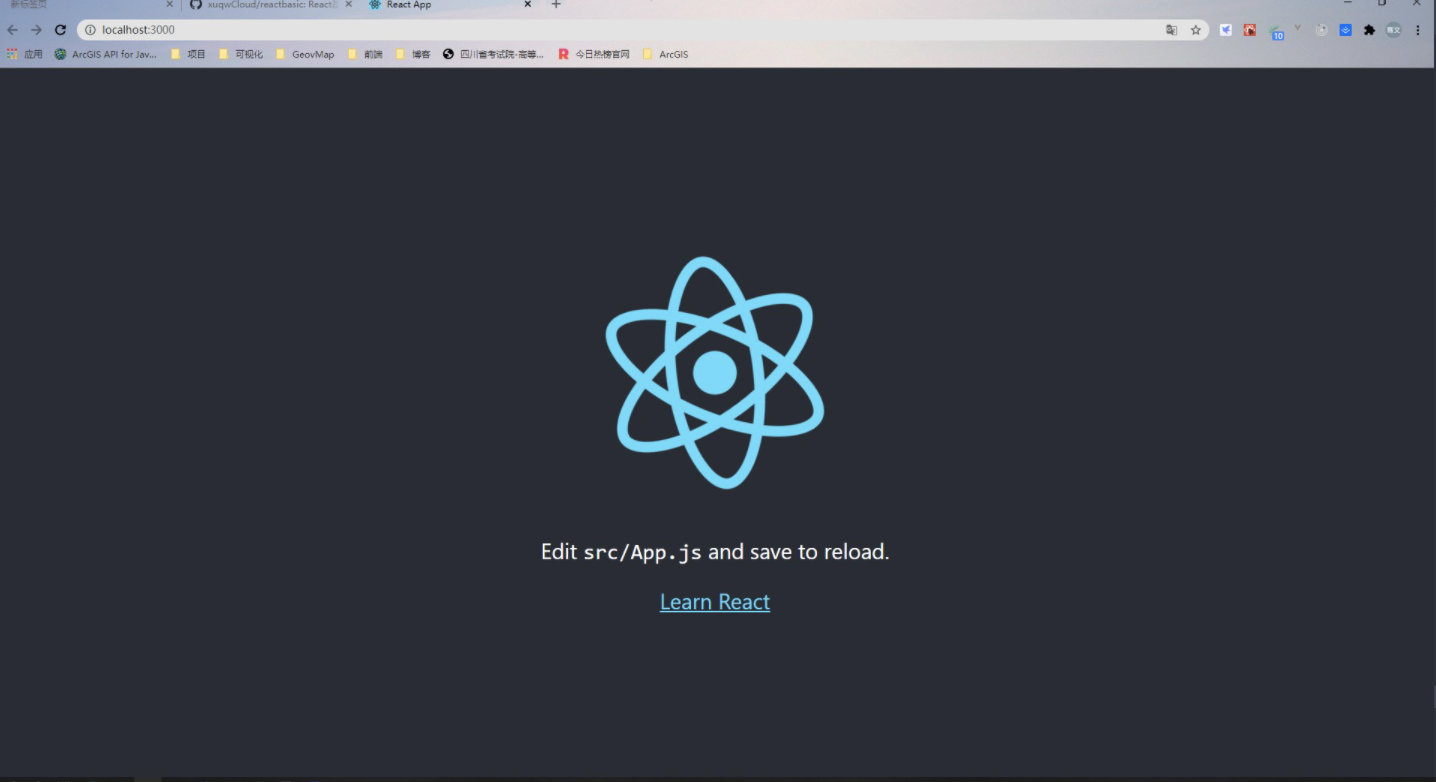 新标签页
xuqwCloud/reactbasic: React
React App
localhost:3000
10
应用
ArcGIS API for Jav...
项目
可视化
GeovMap
前端
博客
四川省考试院-高等...
今日热榜官网
ArcGIS
Edit src/App.js and save to reload.
Learn React